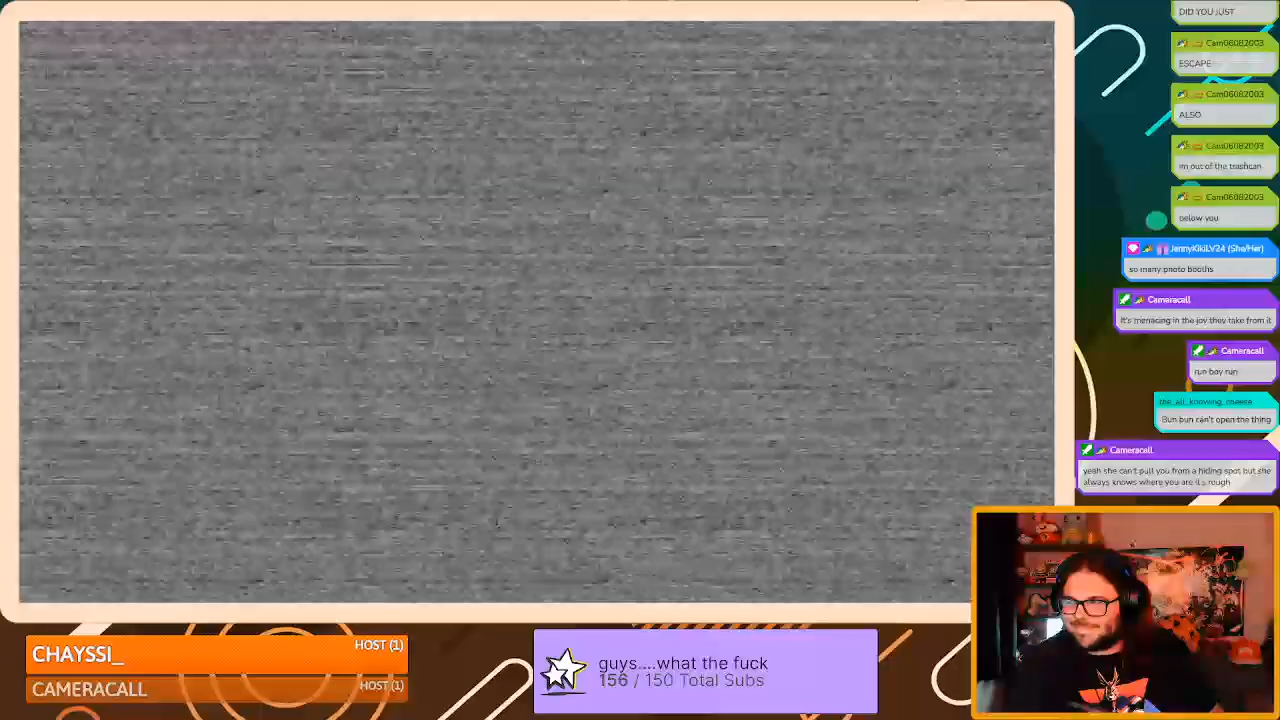 DID YOU JUST
Cam06082003
ESCAPE
Cam06082003
ALSO
Cam06082003
im out of the trashcan
Cam06082003
below you
JennyKikiLV24 (She/Her)
so many photo booths
Cameracall
It's menacing in the joy they take from it
Cameracall
run boy run
the_all_knowing_cheese
Bun bun can't open the thing
Cameracall
yeah she can't pull you from a hiding spot but she
always knows where you are it's rough
CHAYSSI_
HOST (1)
CAMERACALL
HOST (1)
guys....what the fuck
156 / 150 Total Subs